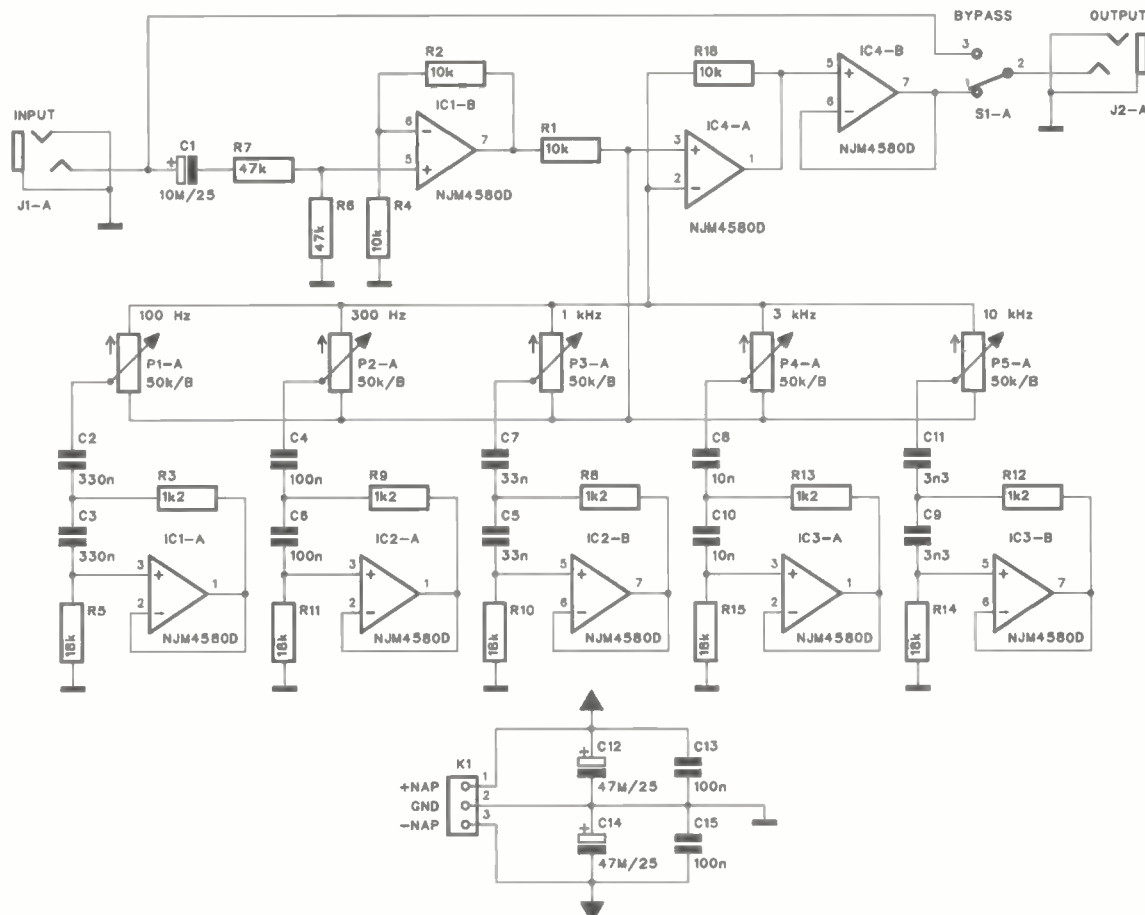 BYPASS
OUTPUT
R2
10k
IC1-B
R18
10k
IC4-B
3
2
1
S1-A
J2-A
INPUT
J1-A
+
C1
10M/25
R7
47k
R6
47k
R4
10k
6
5
7
−
+
NJM4580D
R1
10k
IC4-A
3
2
1
+
−
NJM4580D
5
6
7
+
−
NJM4580D
100 Hz
300 Hz
1 kHz
3 kHz
10 kHz
P1-A
50k/B
P2-A
50k/B
P3-A
50k/B
P4-A
50k/B
P5-A
50k/B
C2
330n
R3
1k2
C3
330n
IC1-A
3
2
1
+
−
R5
18k
NJM4580D
C4
100n
R9
1k2
C6
100n
IC2-A
3
2
1
+
−
R11
18k
NJM4580D
C7
33n
R8
1k2
C5
33n
IC2-B
5
6
7
+
−
R10
18k
NJM4580D
C8
10n
R13
1k2
C10
10n
IC3-A
3
2
1
+
−
R15
18k
NJM4580D
C11
3n3
R12
1k2
C9
3n3
IC3-B
5
6
7
+
−
R14
18k
NJM4580D
K1
+NAP
1
GND
2
-NAP
3
+
C12
47M/25
C13
100n
+
C14
47M/25
C15
100n